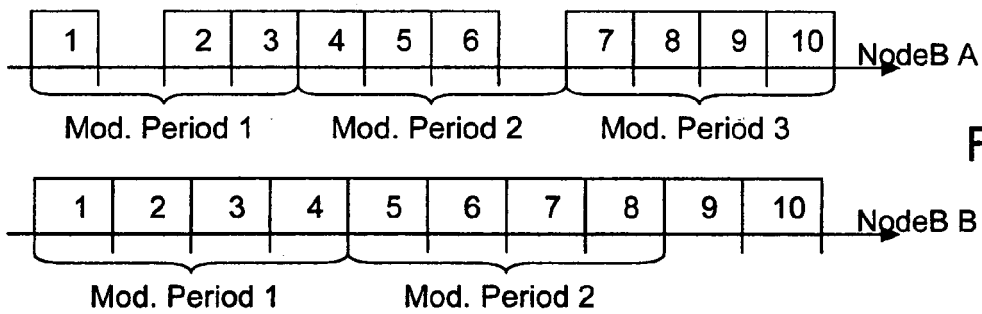 1 2 3 4 5 6 7 8 9 10
NodeB A
Mod. Period 1 Mod. Period 2 Mod. Period 3
F
1 2 3 4 5 6 7 8 9 10
NodeB B
Mod. Period 1 Mod. Period 2